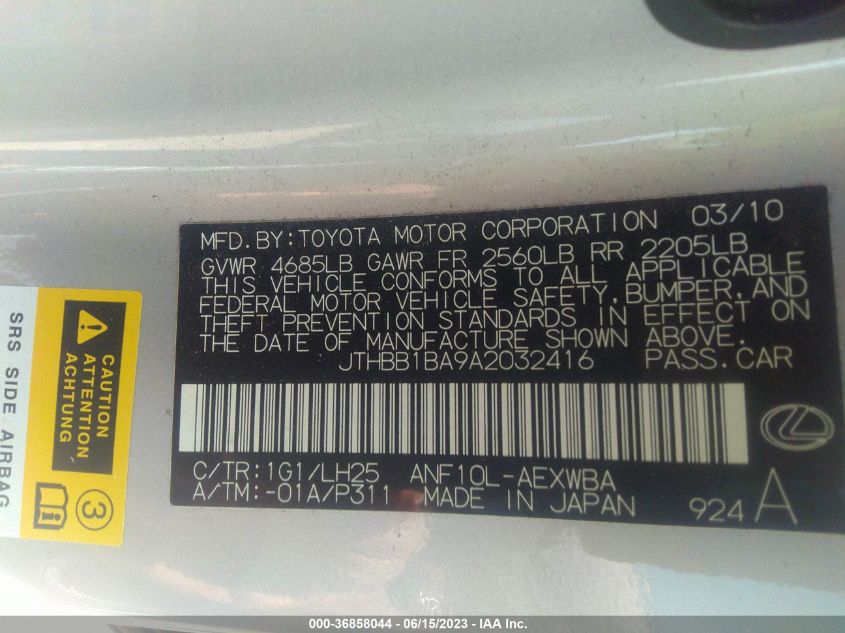 MFD.BY:TOYOTA MOTOR CORPORATION 03/10
GVWR 4685LB GAWR FR 2560LB RR 2205LB
THIS VEHICLE CONFORMS TO ALL APPLICABLE
FEDERAL MOTOR VEHICLE SAFETY,BUMPER,AND
THEFT PREVENTION STANDARDS IN EFFECT ON
THE DATE OF MANUFACTURE SHOWN ABOVE.
JTHBB1BA9A2032416 PASS.CAR
C/TR:1G1/LH25 ANF10L-AEXWBA
A/TM:-01A/P311 MADE IN JAPAN 924 A
CAUTION
ATTENTION
ACHTUNG
3
SRS SIDE AIRBAG
000-36858044 - 06/15/2023 - IAA Inc.